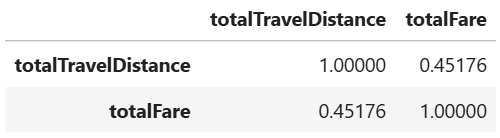 totalTravelDistance totalFare
totalTravelDistance 1.00000 0.45176
totalFare 0.45176 1.00000